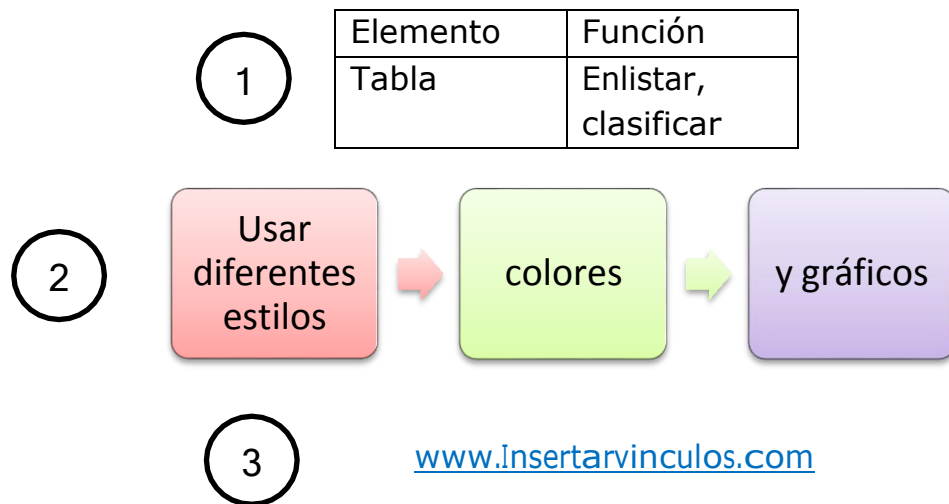 1
Elemento Función
Tabla Enlistar,
clasificar
2
Usar
diferentes
estilos
colores
y gráficos
3
www.Insertarvinculos.com